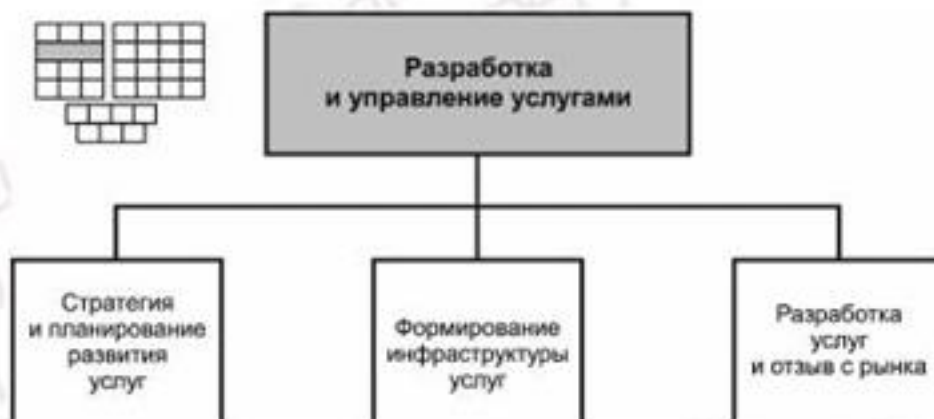 Разработка
и управление услугами
Стратегия
и планирование
развития
услуг
Формирование
инфраструктуры
услуг
Разработка
услуг
и отзыв с рынка